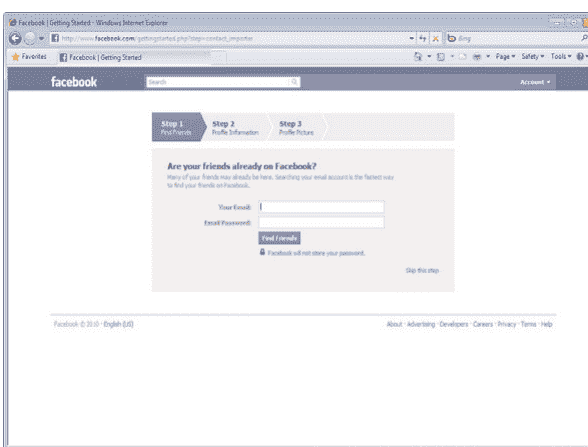 Facebook | Getting Started - Windows Internet Explorer
http://www.facebook.com/gettingstarted.php?step=contact_importer
Bing
Favorites
Facebook | Getting Started
Page
Safety
Tools
facebook
Search
Account
Step 1
Find Friends
Step 2
Profile Information
Step 3
Profile Picture
Are your friends already on Facebook?
Many of your friends may already be here. Searching your email account is the fastest way
to find your friends on Facebook.
Your Email:
Email Password:
Find Friends
Facebook will not store your password.
Skip this step
Facebook © 2010 · English (US)
About · Advertising · Developers · Careers · Privacy · Terms · Help